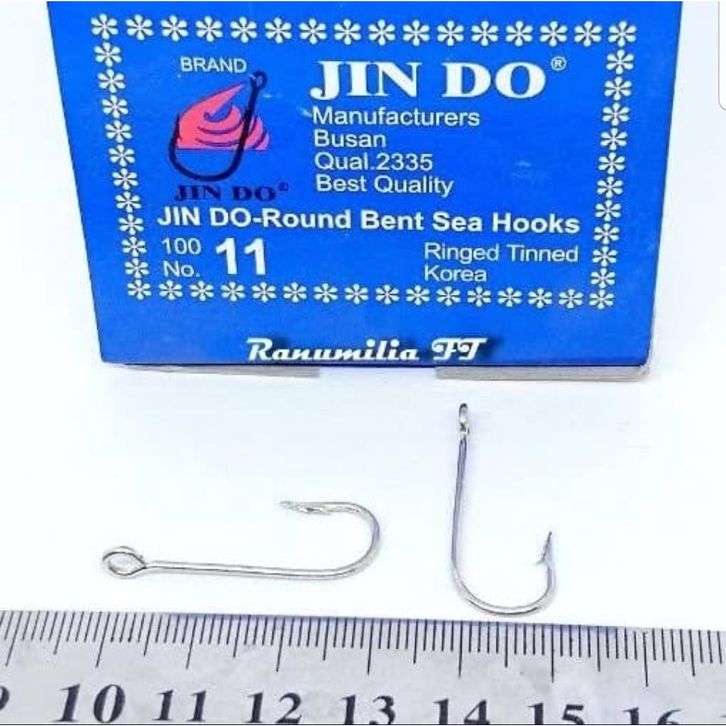 BRAND
JIN DO®
JIN DO®
Manufacturers
Busan
Qual.2335
Best Quality
JIN DO-Round Bent Sea Hooks
100
No. 11
Ringed Tinned
Korea
Ranumilia FT
9 10 11 12 13 14 15 16